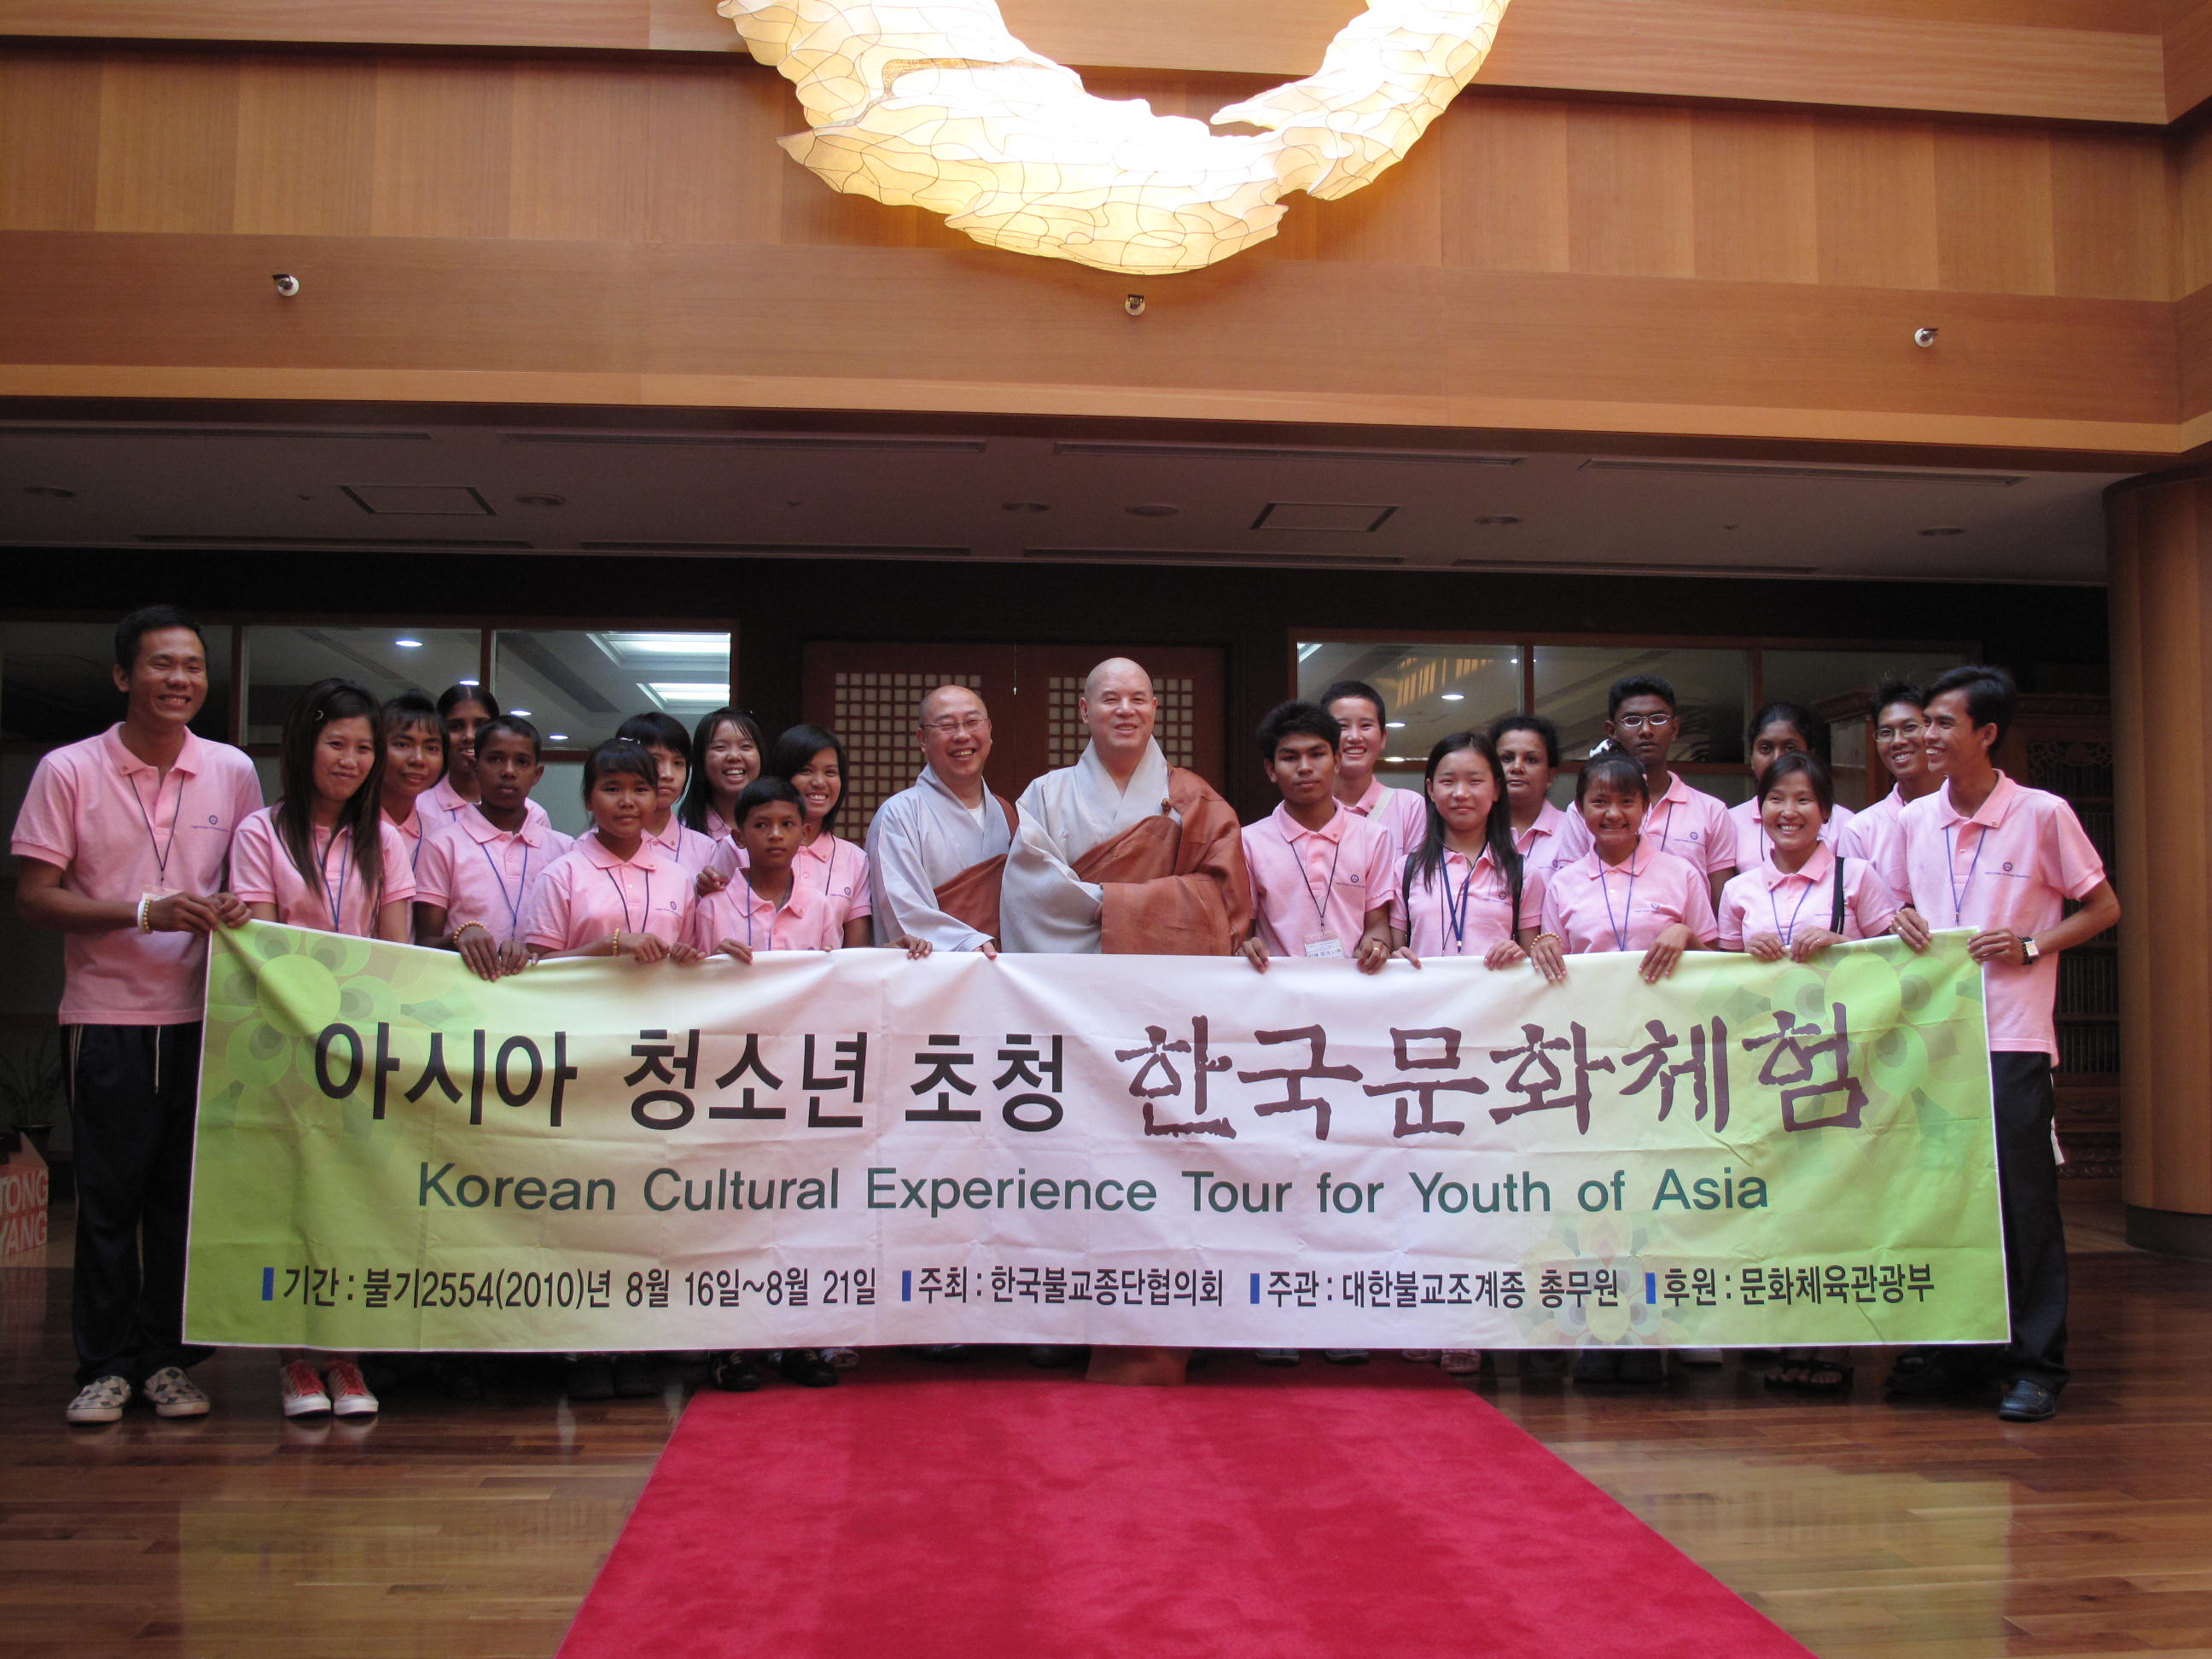 아시아 청소년 초청 한국문화체험
Korean Cultural Experience Tour for Youth of Asia
기간 : 불기2554(2010)년 8월 16일~8월 21일 주최 : 한국불교종단협의회 주관 : 대한불교조계종 총무원 후원 : 문화체육관광부
TONG
YANG